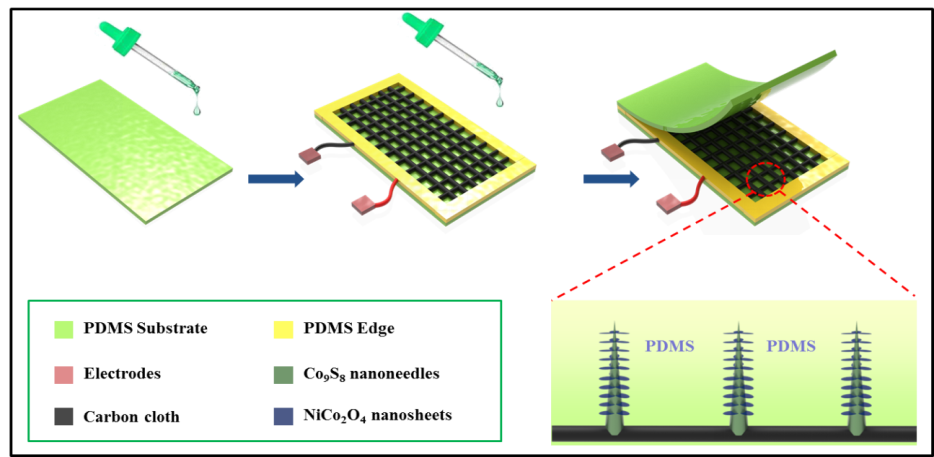 PDMS Substrate
PDMS Edge
Electrodes
Co₉S₈ nanoneedles
Carbon cloth
NiCo₂O₄ nanosheets
PDMS
PDMS